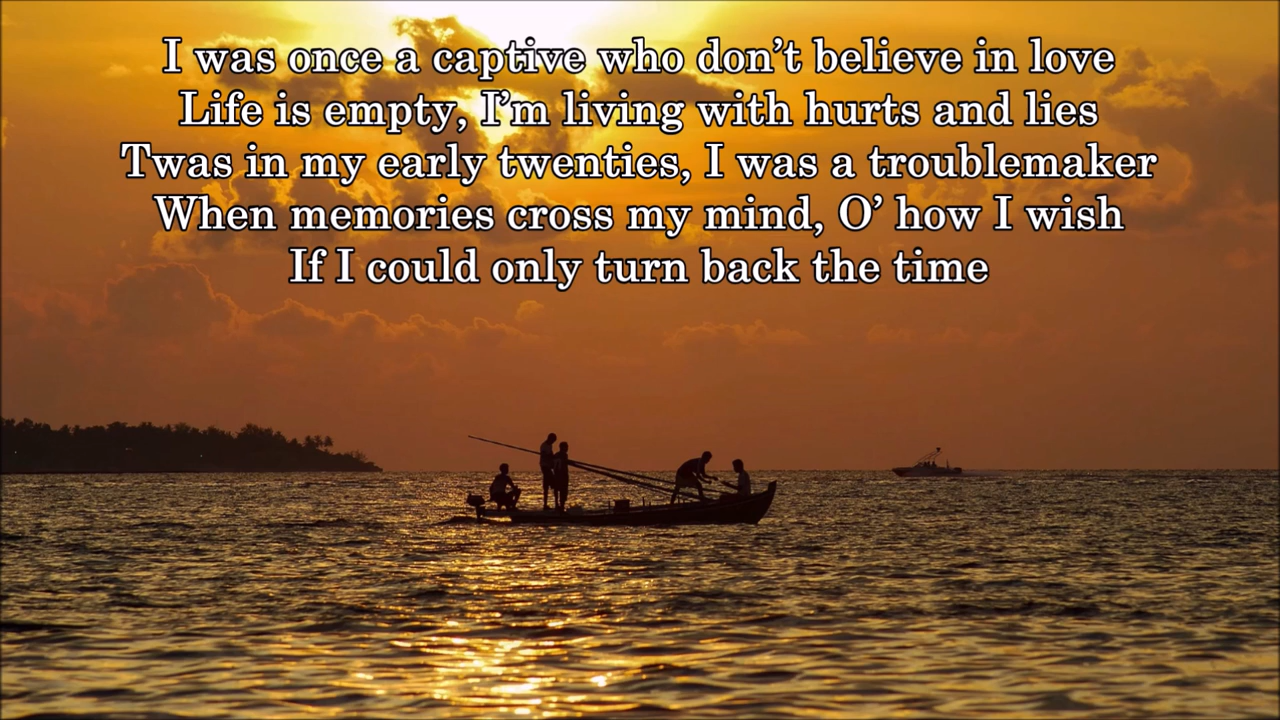 I was once a captive who don’t believe in love
Life is empty, I’m living with hurts and lies
Twas in my early twenties, I was a troublemaker
When memories cross my mind, O’ how I wish
If I could only turn back the time